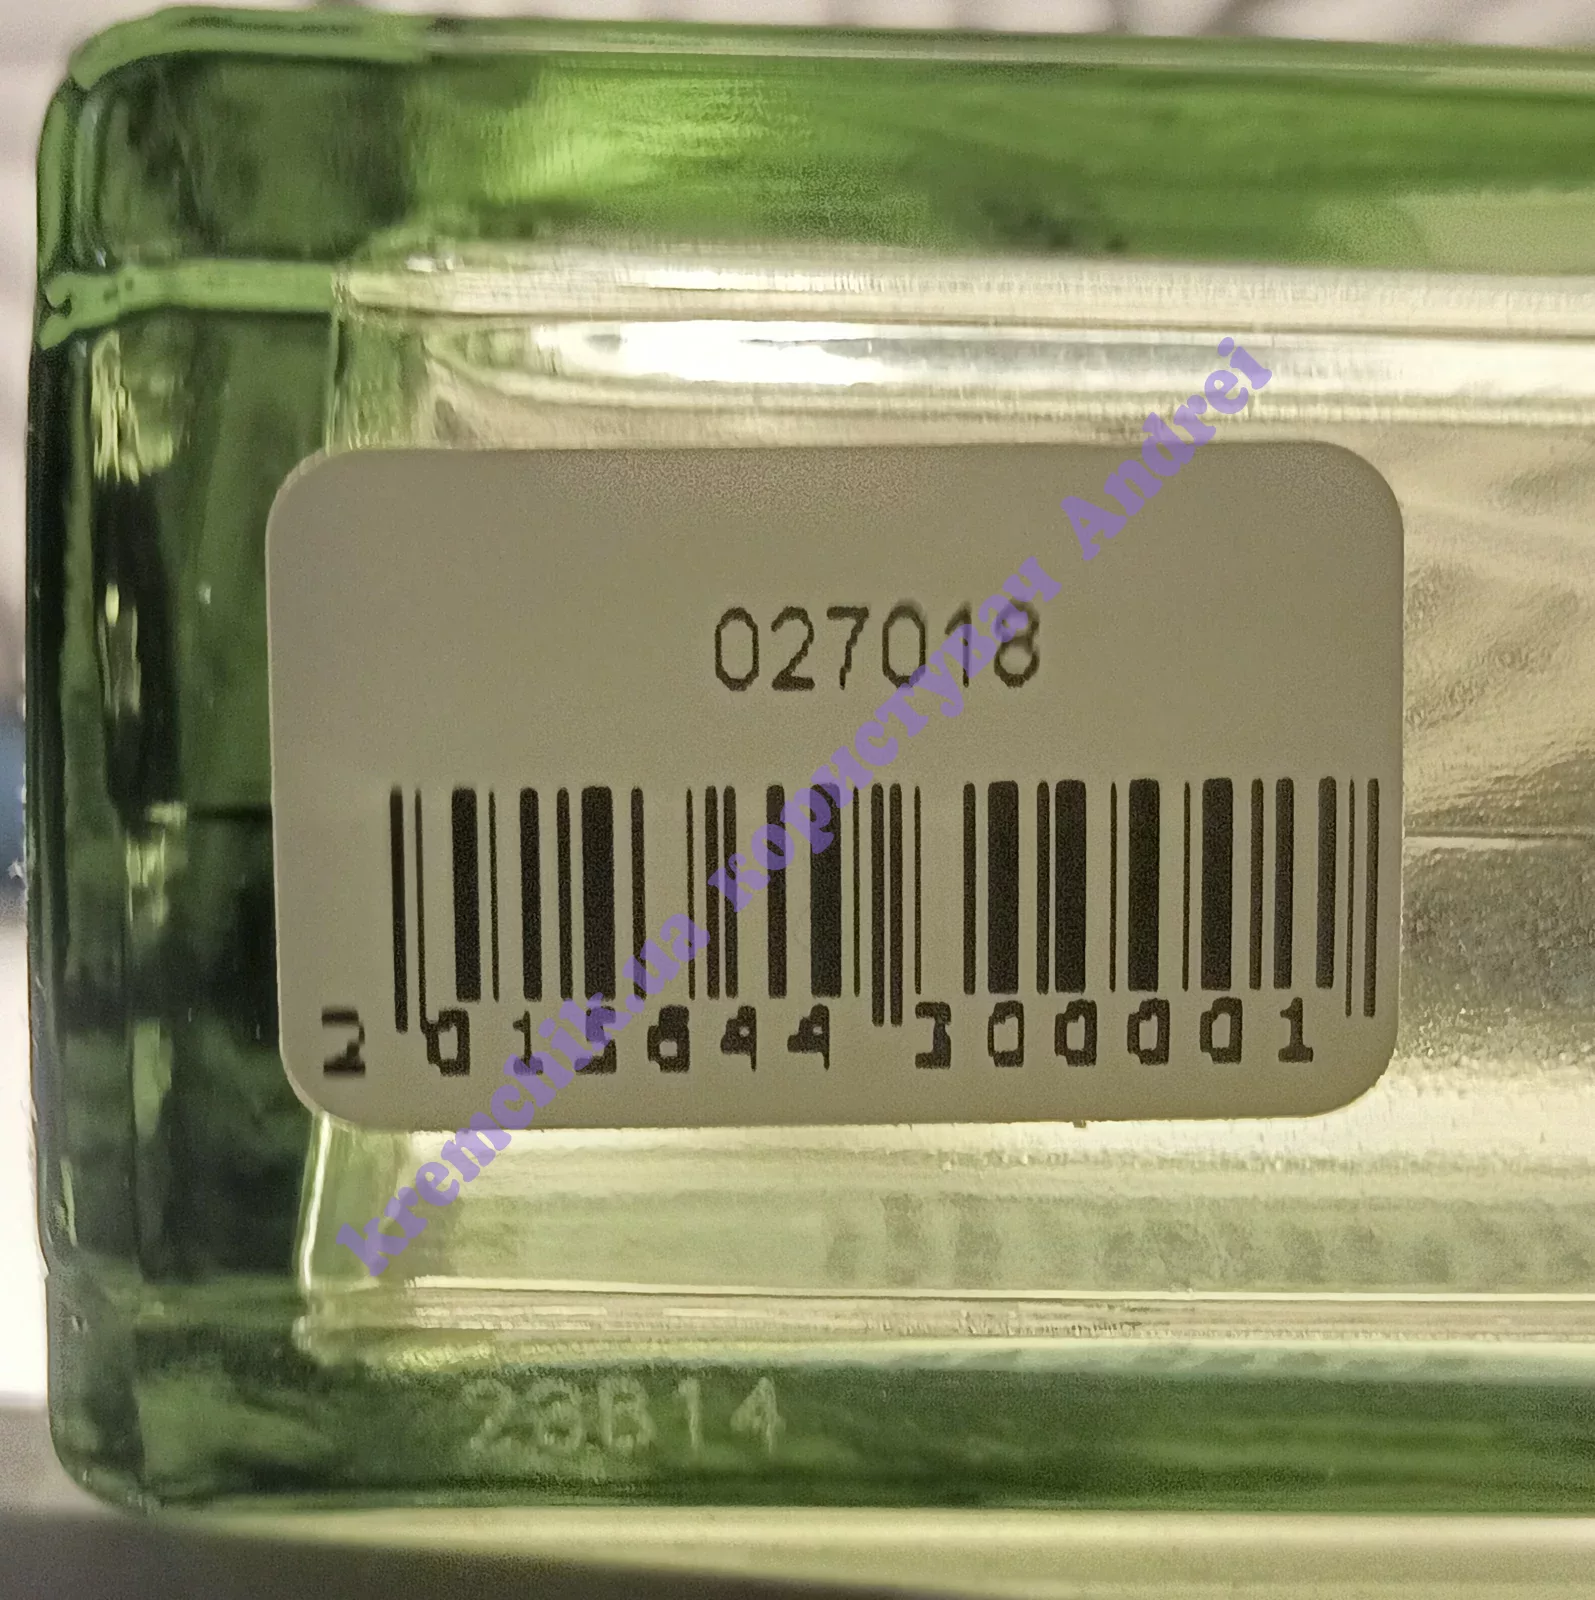 027018
2 015644 300001
23B14
kremchik.ua користувач Andrei